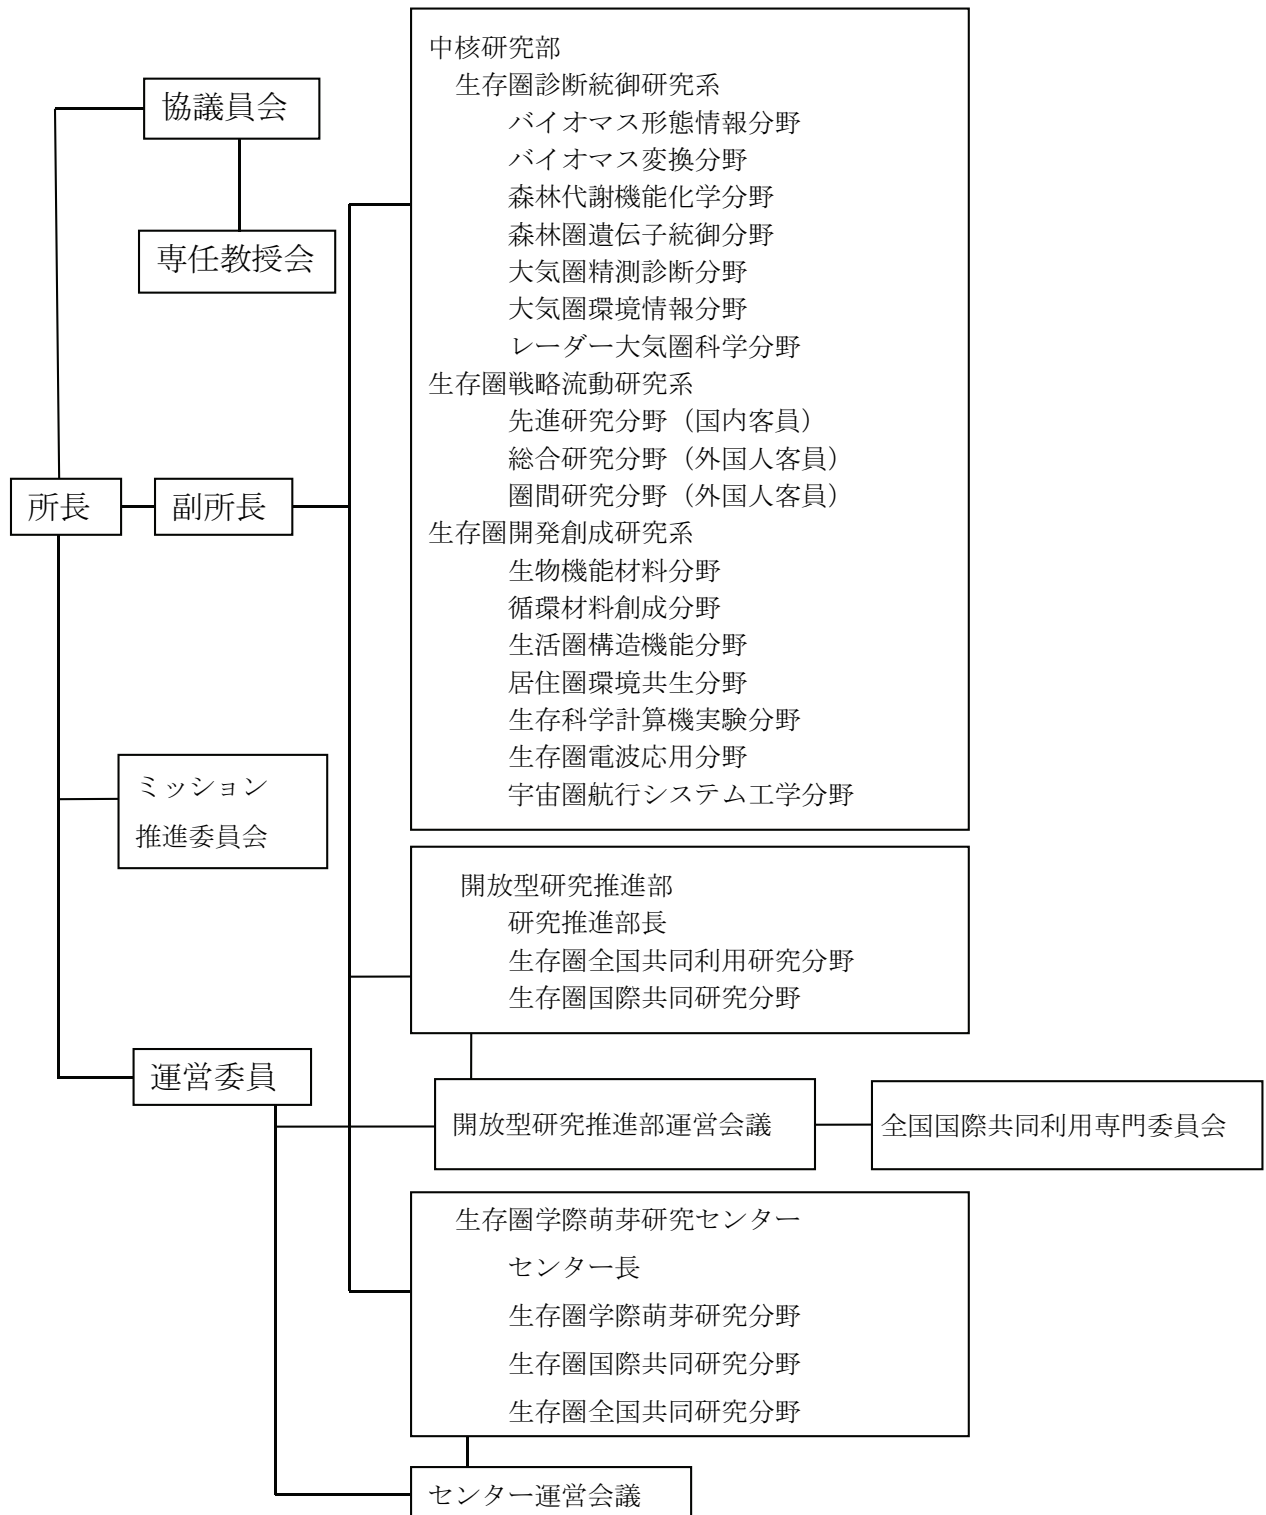 協議員会
専任教授会
所長
副所長
ミッション
推進委員会
運営委員
中核研究部
生存圏診断統御研究系
バイオマス形態情報分野
バイオマス変換分野
森林代謝機能化学分野
森林圏遺伝子統御分野
大気圏精測診断分野
大気圏環境情報分野
レーダー大気圏科学分野
生存圏戦略流動研究系
先進研究分野（国内客員）
総合研究分野（外国人客員）
圏間研究分野（外国人客員）
生存圏開発創成研究系
生物機能材料分野
循環材料創成分野
生活圏構造機能分野
居住圏環境共生分野
生存科学計算機実験分野
生存圏電波応用分野
宇宙圏航行システム工学分野
開放型研究推進部
研究推進部長
生存圏全国共同利用研究分野
生存圏国際共同研究分野
開放型研究推進部運営会議
全国国際共同利用専門委員会
生存圏学際萌芽研究センター
センター長
生存圏学際萌芽研究分野
生存圏国際共同研究分野
生存圏全国共同研究分野
センター運営会議